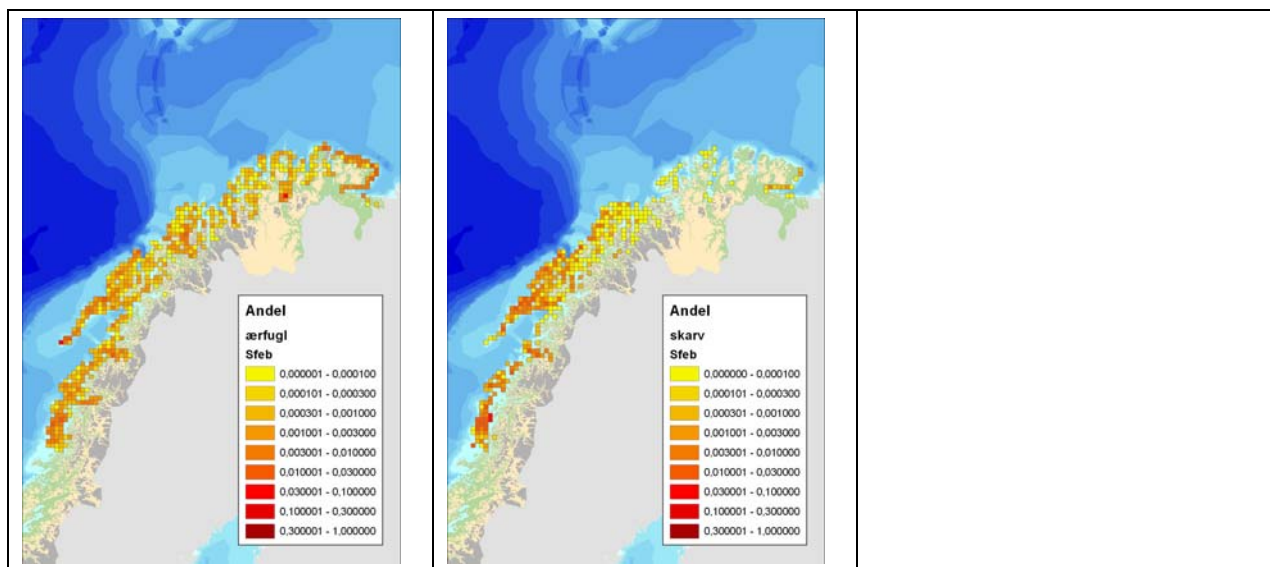 Andel
ærfugl
Sfeb
0,000001 - 0,000100
0,000101 - 0,000300
0,000301 - 0,001000
0,001001 - 0,003000
0,003001 - 0,010000
0,010001 - 0,030000
0,030001 - 0,100000
0,100001 - 0,300000
0,300001 - 1,000000
Andel
skarv
Sfeb
0,000000 - 0,000100
0,000101 - 0,000300
0,000301 - 0,001000
0,001001 - 0,003000
0,003001 - 0,010000
0,010001 - 0,030000
0,030001 - 0,100000
0,100001 - 0,300000
0,300001 - 1,000000